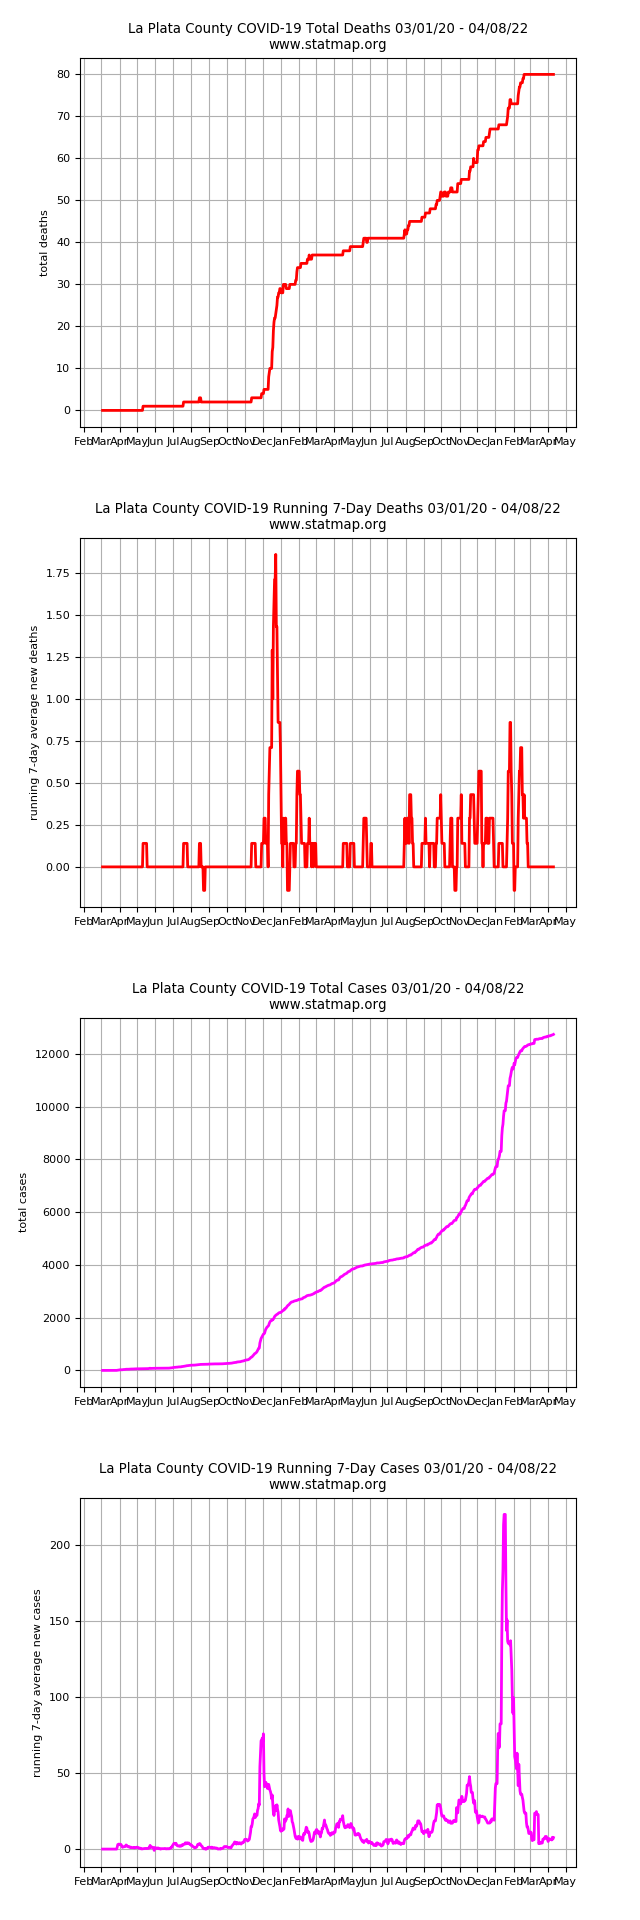 La Plata County COVID-19 Total Deaths 03/01/20 - 04/08/22
www.statmap.org
total deaths
80
70
60
50
40
30
20
10
0
Feb Mar Apr May Jun Jul Aug Sep Oct Nov Dec Jan Feb Mar Apr May Jun Jul Aug Sep Oct Nov Dec Jan Feb Mar Apr May
La Plata County COVID-19 Running 7-Day Deaths 03/01/20 - 04/08/22
www.statmap.org
running 7-day average new deaths
1.75
1.50
1.25
1.00
0.75
0.50
0.25
0.00
Feb Mar Apr May Jun Jul Aug Sep Oct Nov Dec Jan Feb Mar Apr May Jun Jul Aug Sep Oct Nov Dec Jan Feb Mar Apr May
La Plata County COVID-19 Total Cases 03/01/20 - 04/08/22
www.statmap.org
total cases
12000
10000
8000
6000
4000
2000
0
Feb Mar Apr May Jun Jul Aug Sep Oct Nov Dec Jan Feb Mar Apr May Jun Jul Aug Sep Oct Nov Dec Jan Feb Mar Apr May
La Plata County COVID-19 Running 7-Day Cases 03/01/20 - 04/08/22
www.statmap.org
running 7-day average new cases
200
150
100
50
0
Feb Mar Apr May Jun Jul Aug Sep Oct Nov Dec Jan Feb Mar Apr May Jun Jul Aug Sep Oct Nov Dec Jan Feb Mar Apr May